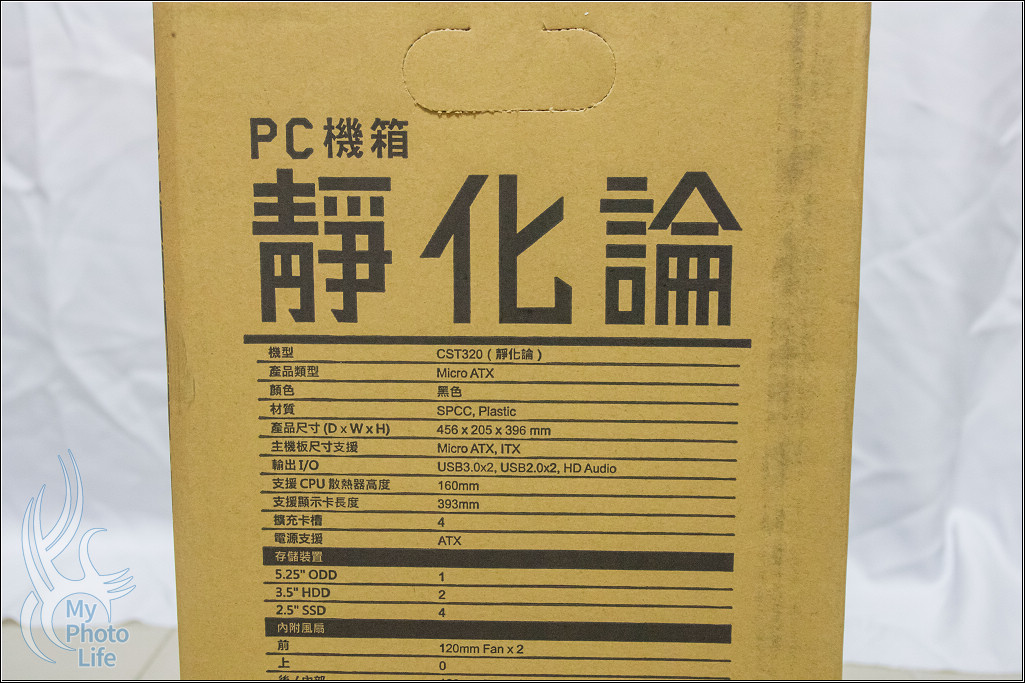 PC機箱
靜化論
機型 CST320 ( 靜化論 )
產品類型 Micro ATX
顏色 黑色
材質 SPCC, Plastic
產品尺寸 (D x W x H) 456 x 205 x 396 mm
主機板尺寸支援 Micro ATX, ITX
輸出 I/O USB3.0x2, USB2.0x2, HD Audio
支援 CPU 散熱器高度 160mm
支援顯示卡長度 393mm
擴充卡槽 4
電源支援 ATX
存儲裝置
5.25" ODD 1
3.5" HDD 2
2.5" SSD 4
內附風扇
前 120mm Fan x 2
上 0
My
Photo
Life